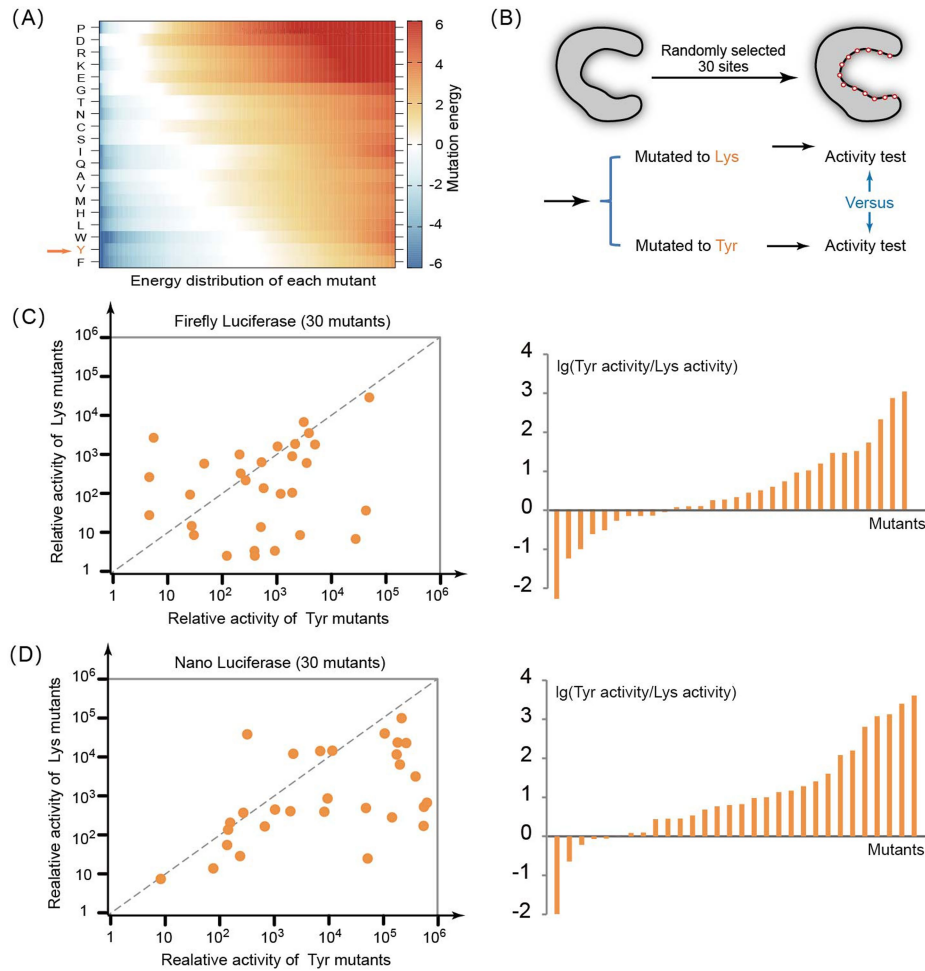 (A)
P
D
R
K
E
G
T
N
C
S
I
Q
A
V
M
H
L
W
Y
F
6
4
2
0
-2
-4
-6
Mutation energy
Energy distribution of each mutant
(B)
Randomly selected
30 sites
Mutated to Lys
Activity test
Versus
Mutated to Tyr
Activity test
(C)
Firefly Luciferase (30 mutants)
Relative activity of Lys mutants
10⁶
10⁵
10⁴
10³
10²
10
1
1
10
10²
10³
10⁴
10⁵
10⁶
Relative activity of Tyr mutants
lg(Tyr activity/Lys activity)
4
3
2
1
0
-1
-2
Mutants
(D)
Nano Luciferase (30 mutants)
Realative activity of Lys mutants
10⁶
10⁵
10⁴
10³
10²
10
1
1
10
10²
10³
10⁴
10⁵
10⁶
Realative activity of Tyr mutants
lg(Tyr activity/Lys activity)
4
3
2
1
0
-1
-2
Mutants